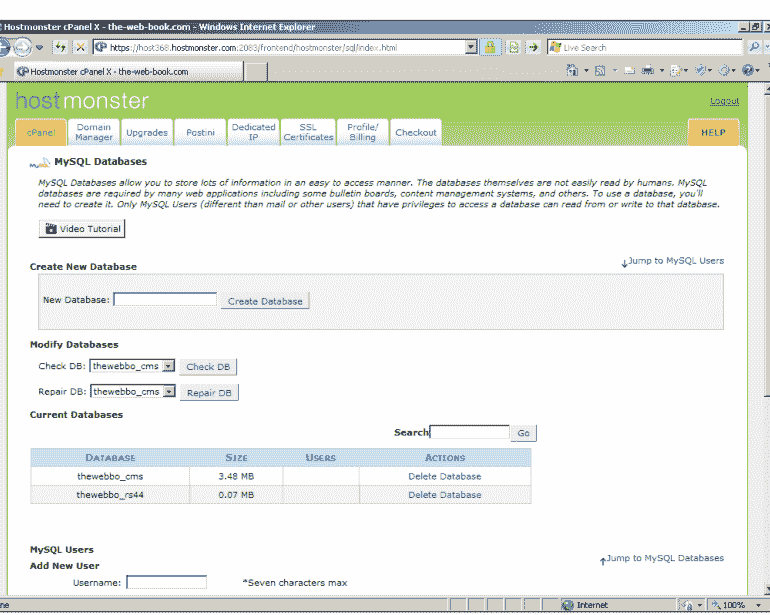 Hostmonster cPanel X - the-web-book.com - Windows Internet Explorer
https://host368.hostmonster.com:2083/frontend/hostmonster/sql/index.html
Live Search
Hostmonster cPanel X - the-web-book.com
hostmonster
Logout
cPanel
Domain Manager
Upgrades
Postini
Dedicated IP
SSL Certificates
Profile/ Billing
Checkout
HELP
MySQL Databases
MySQL Databases allow you to store lots of information in an easy to access manner. The databases themselves are not easily read by humans. MySQL
databases are required by many web applications including some bulletin boards, content management systems, and others. To use a database, you'll
need to create it. Only MySQL Users (different than mail or other users) that have privileges to access a database can read from or write to that database.
Video Tutorial
Jump to MySQL Users
Create New Database
New Database: Create Database
Modify Databases
Check DB: thewebbo_cms Check DB
Repair DB: thewebbo_cms Repair DB
Current Databases
Search Go
DATABASE SIZE USERS ACTIONS
thewebbo_cms 3.48 MB Delete Database
thewebbo_rs44 0.07 MB Delete Database
MySQL Users
Jump to MySQL Databases
Add New User
Username: *Seven characters max
ne Internet 100%